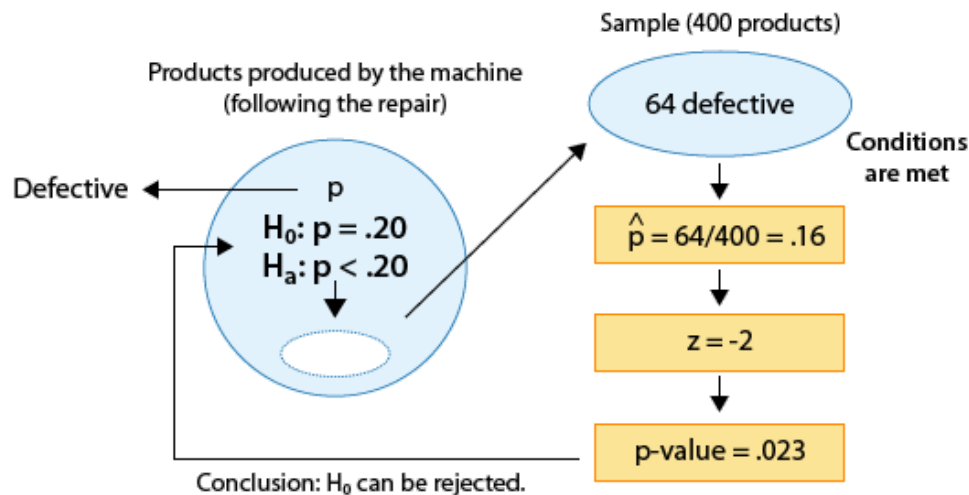 Sample (400 products)
Products produced by the machine
(following the repair)
64 defective
Conditions
are met
Defective
p
H₀: p = .20
Hₐ: p < .20
p̂ = 64/400 = .16
z = -2
p-value = .023
Conclusion: H₀ can be rejected.